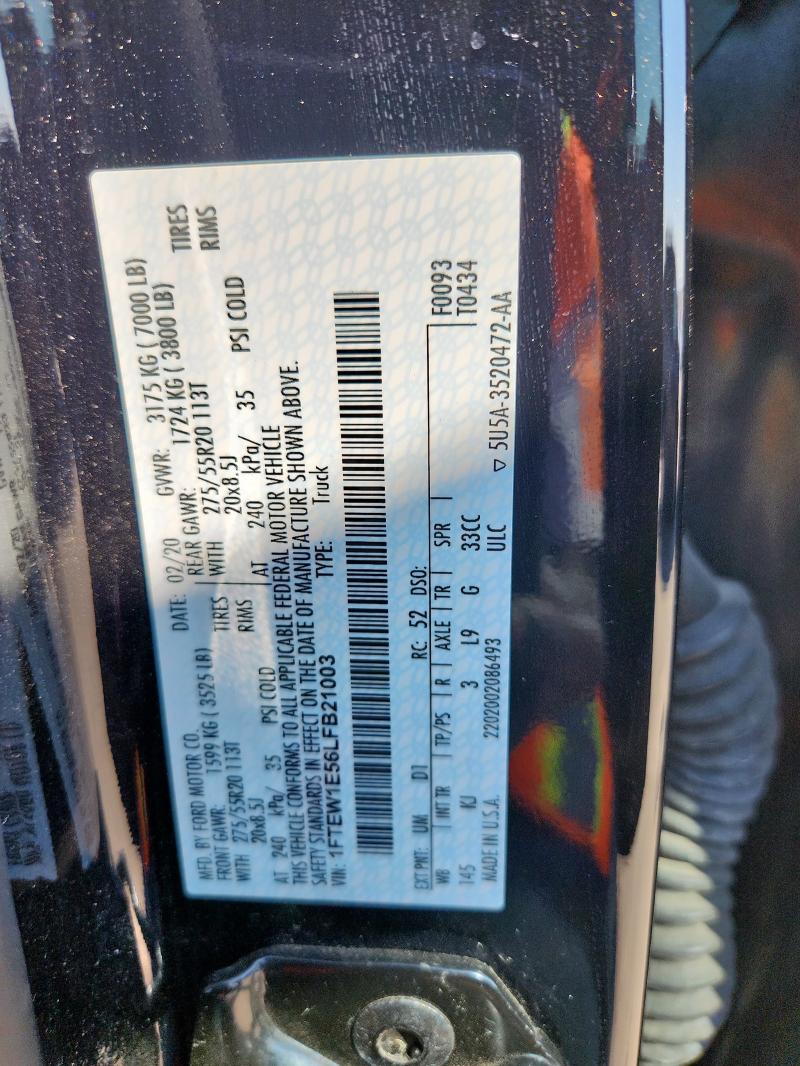 MFD. BY FORD MOTOR CO.
DATE: 02/20 GVWR: 3175 KG ( 7000 LB)
FRONT GAWR: 1599 KG ( 3525 LB)
REAR GAWR: 1724 KG ( 3800 LB)
WITH 275/55R20 113T TIRES
WITH 275/55R20 113T TIRES
20x8.5J RIMS
20x8.5J RIMS
AT 240 kPa/ 35 PSI COLD
AT 240 kPa/ 35 PSI COLD
THIS VEHICLE CONFORMS TO ALL APPLICABLE FEDERAL MOTOR VEHICLE
SAFETY STANDARDS IN EFFECT ON THE DATE OF MANUFACTURE SHOWN ABOVE.
VIN: 1FTEW1E56LFB21003 TYPE: Truck
EXT PNT: UM D1 RC: 52 DSO: F0093
WB INT TR TP/PS R AXLE TR SPR T0434
145 KJ 3 L9 G 33CC
ULC
MADE IN U.S.A. 2202002086493 ▽ 5U5A-3520472-AA